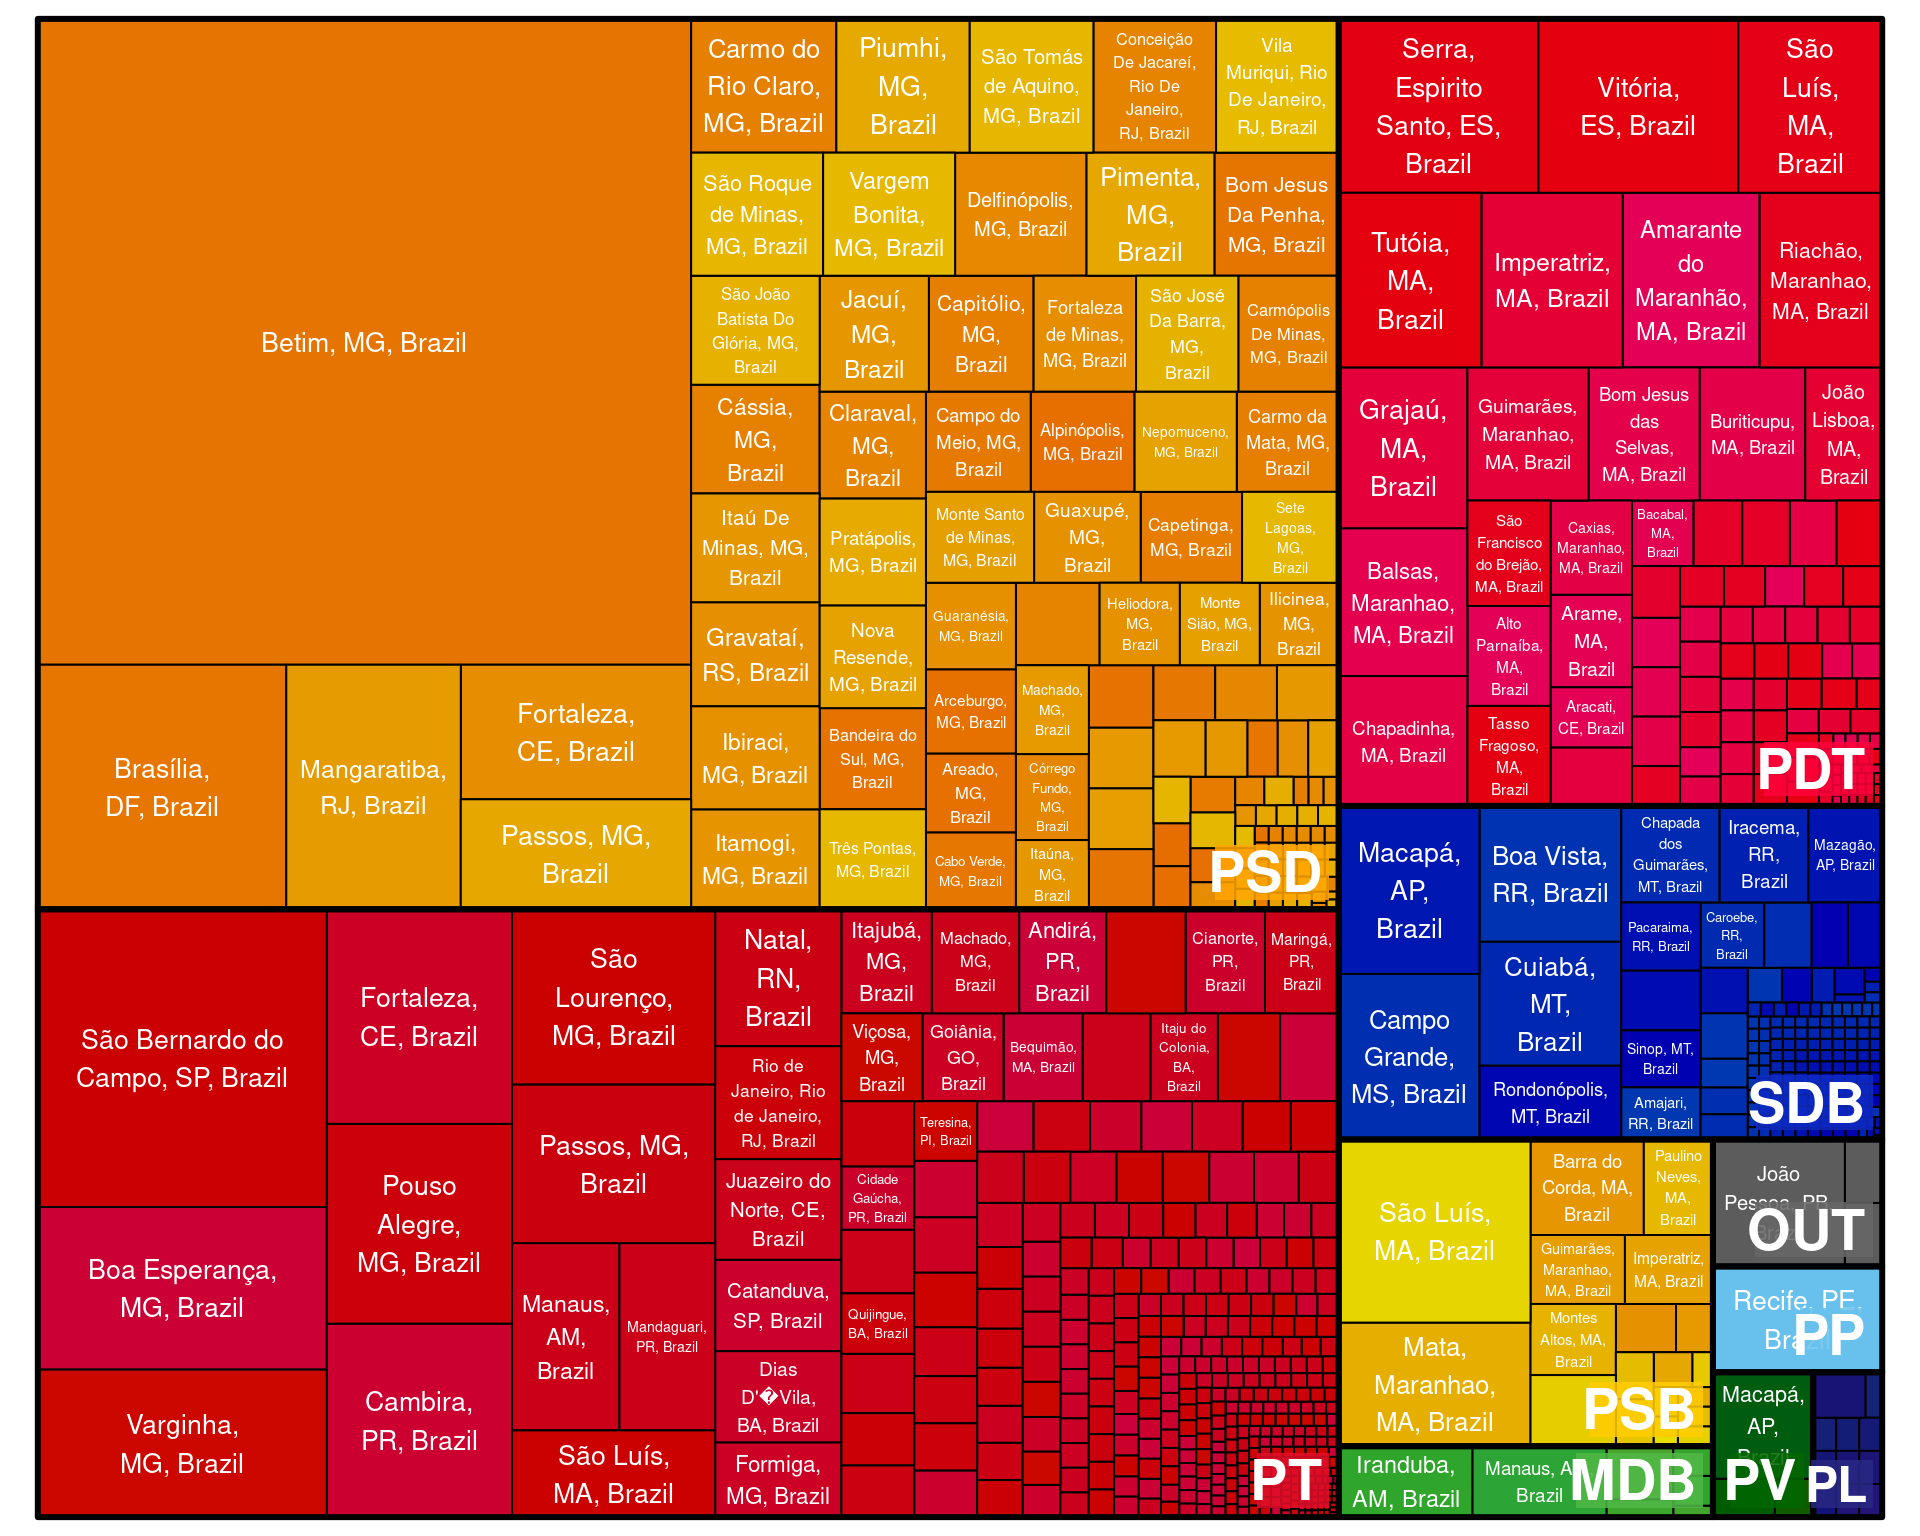 Betim, MG, Brazil
Brasília,
DF, Brazil
Mangaratiba,
RJ, Brazil
Fortaleza,
CE, Brazil
Passos, MG,
Brazil
Carmo do
Rio Claro,
MG, Brazil
Piumhi,
MG,
Brazil
São Tomás
de Aquino,
MG, Brazil
Conceição
De Jacareí,
Rio De
Janeiro,
RJ, Brazil
Vila
Muriqui, Rio
De Janeiro,
RJ, Brazil
São Roque
de Minas,
MG, Brazil
Vargem
Bonita,
MG, Brazil
Delfinópolis,
MG, Brazil
Pimenta,
MG,
Brazil
Bom Jesus
Da Penha,
MG, Brazil
São João
Batista Do
Glória, MG,
Brazil
Jacuí,
MG,
Brazil
Capitólio,
MG,
Brazil
Fortaleza
de Minas,
MG, Brazil
São José
Da Barra,
MG,
Brazil
Carmópolis
De Minas,
MG, Brazil
Cássia,
MG,
Brazil
Claraval,
MG,
Brazil
Campo do
Meio, MG,
Brazil
Alpinópolis,
MG, Brazil
Nepomuceno,
MG, Brazil
Carmo da
Mata, MG,
Brazil
Itaú De
Minas, MG,
Brazil
Pratápolis,
MG, Brazil
Monte Santo
de Minas,
MG, Brazil
Guaxupé,
MG,
Brazil
Capetinga,
MG, Brazil
Sete
Lagoas,
MG,
Brazil
Gravataí,
RS, Brazil
Nova
Resende,
MG, Brazil
Guaranésia,
MG, Brazil
Heliodora,
MG,
Brazil
Monte
Sião, MG,
Brazil
Ilicinea,
MG,
Brazil
Arceburgo,
MG, Brazil
Machado,
MG,
Brazil
Ibiraci,
MG, Brazil
Bandeira do
Sul, MG,
Brazil
Areado,
MG,
Brazil
Córrego
Fundo,
MG,
Brazil
Itamogi,
MG, Brazil
Três Pontas,
MG, Brazil
Cabo Verde,
MG, Brazil
Itaúna,
MG,
Brazil
PSD
Serra,
Espirito
Santo, ES,
Brazil
Vitória,
ES, Brazil
São
Luís,
MA,
Brazil
Tutóia,
MA,
Brazil
Imperatriz,
MA, Brazil
Amarante
do
Maranhão,
MA, Brazil
Riachão,
Maranhao,
MA, Brazil
Grajaú,
MA,
Brazil
Guimarães,
Maranhao,
MA, Brazil
Bom Jesus
das
Selvas,
MA, Brazil
Buriticupu,
MA, Brazil
João
Lisboa,
MA,
Brazil
Balsas,
Maranhao,
MA, Brazil
São
Francisco
do Brejão,
MA, Brazil
Caxias,
Maranhao,
MA, Brazil
Bacabal,
MA,
Brazil
Alto
Parnaíba,
MA,
Brazil
Arame,
MA,
Brazil
Chapadinha,
MA, Brazil
Tasso
Fragoso,
MA,
Brazil
Aracati,
CE, Brazil
PDT
São Bernardo do
Campo, SP, Brazil
Boa Esperança,
MG, Brazil
Varginha,
MG, Brazil
Fortaleza,
CE, Brazil
Pouso
Alegre,
MG, Brazil
Cambira,
PR, Brazil
São
Lourenço,
MG, Brazil
Passos, MG,
Brazil
Manaus,
AM,
Brazil
Mandaguari,
PR, Brazil
São Luís,
MA, Brazil
Natal,
RN,
Brazil
Rio de
Janeiro, Rio
de Janeiro,
RJ, Brazil
Juazeiro do
Norte, CE,
Brazil
Catanduva,
SP, Brazil
Dias
D'�Vila,
BA, Brazil
Formiga,
MG, Brazil
Itajubá,
MG,
Brazil
Machado,
MG,
Brazil
Andirá,
PR,
Brazil
Cianorte,
PR,
Brazil
Maringá,
PR,
Brazil
Viçosa,
MG,
Brazil
Goiânia,
GO,
Brazil
Bequimão,
MA, Brazil
Itaju do
Colonia,
BA,
Brazil
Teresina,
PI, Brazil
Cidade
Gaúcha,
PR, Brazil
Quijingue,
BA, Brazil
PT
Macapá,
AP,
Brazil
Campo
Grande,
MS, Brazil
Boa Vista,
RR, Brazil
Cuiabá,
MT,
Brazil
Rondonópolis,
MT, Brazil
Chapada
dos
Guimarães,
MT, Brazil
Iracema,
RR,
Brazil
Mazagão,
AP, Brazil
Pacaraima,
RR, Brazil
Caroebe,
RR,
Brazil
Sinop, MT,
Brazil
Amajari,
RR, Brazil
SDB
São Luís,
MA, Brazil
Mata,
Maranhao,
MA, Brazil
Barra do
Corda, MA,
Brazil
Paulino
Neves,
MA,
Brazil
Guimarães,
Maranhao,
MA, Brazil
Imperatriz,
MA, Brazil
Montes
Altos, MA,
Brazil
PSB
João
Pessoa, PB,
Brazil
OUT
Recife, PE,
Brazil
PP
Iranduba,
AM, Brazil
Manaus, A
Brazil
MDB
Macapá,
AP,
Brazil
PV
PL